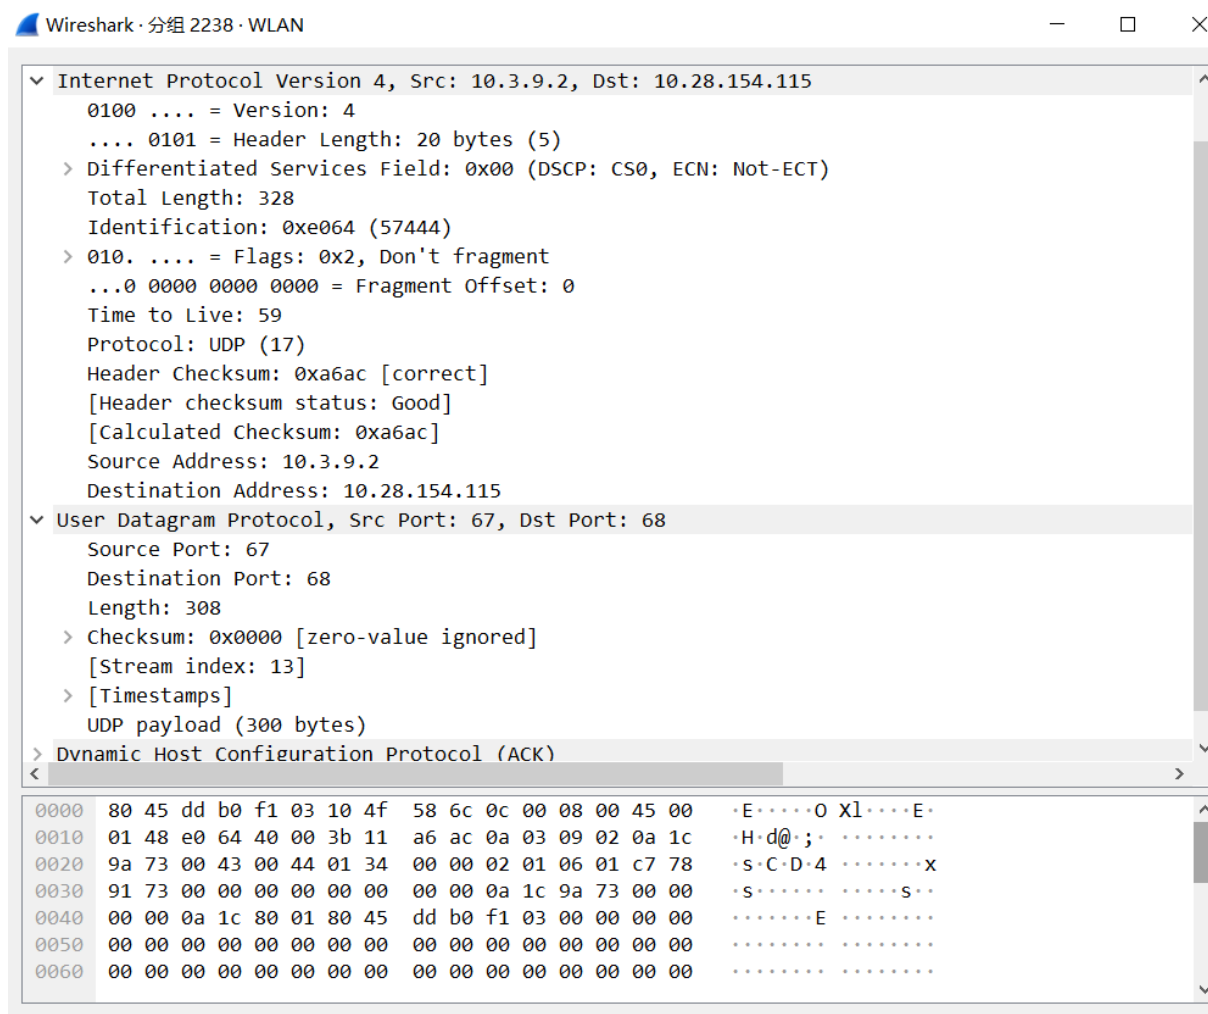 Wireshark · 分组 2238 · WLAN
Internet Protocol Version 4, Src: 10.3.9.2, Dst: 10.28.154.115
0100 .... = Version: 4
.... 0101 = Header Length: 20 bytes (5)
Differentiated Services Field: 0x00 (DSCP: CS0, ECN: Not-ECT)
Total Length: 328
Identification: 0xe064 (57444)
010. .... = Flags: 0x2, Don't fragment
...0 0000 0000 0000 = Fragment Offset: 0
Time to Live: 59
Protocol: UDP (17)
Header Checksum: 0xa6ac [correct]
[Header checksum status: Good]
[Calculated Checksum: 0xa6ac]
Source Address: 10.3.9.2
Destination Address: 10.28.154.115
User Datagram Protocol, Src Port: 67, Dst Port: 68
Source Port: 67
Destination Port: 68
Length: 308
Checksum: 0x0000 [zero-value ignored]
[Stream index: 13]
[Timestamps]
UDP payload (300 bytes)
Dynamic Host Configuration Protocol (ACK)
0000 80 45 dd b0 f1 03 10 4f 58 6c 0c 00 08 00 45 00 ·E·····O Xl····E·
0010 01 48 e0 64 40 00 3b 11 a6 ac 0a 03 09 02 0a 1c ·H·d@·;· ········
0020 9a 73 00 43 00 44 01 34 00 00 02 01 06 01 c7 78 ·s·C·D·4 ·······x
0030 91 73 00 00 00 00 00 00 00 00 0a 1c 9a 73 00 00 ·s······ ·····s··
0040 00 00 0a 1c 80 01 80 45 dd b0 f1 03 00 00 00 00 ·······E ········
0050 00 00 00 00 00 00 00 00 00 00 00 00 00 00 00 00 ········ ········
0060 00 00 00 00 00 00 00 00 00 00 00 00 00 00 00 00 ········ ········